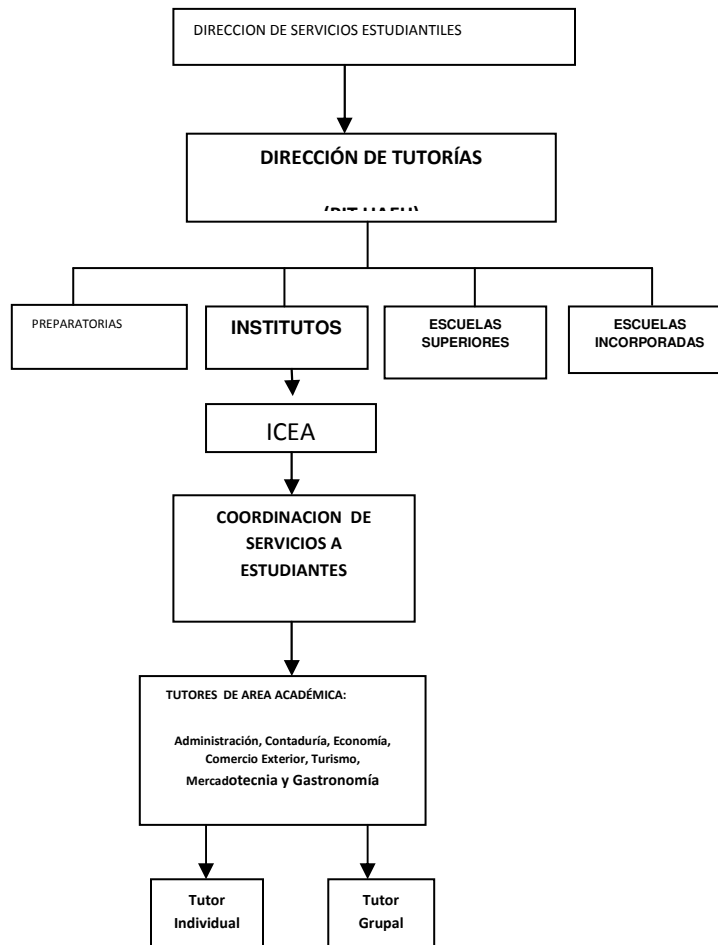 DIRECCION DE SERVICIOS ESTUDIANTILES
DIRECCIÓN DE TUTORÍAS
PREPARATORIAS
INSTITUTOS
ESCUELAS
SUPERIORES
ESCUELAS
INCORPORADAS
ICEA
COORDINACION DE
SERVICIOS A
ESTUDIANTES
TUTORES DE AREA ACADÉMICA:
Administración, Contaduría, Economía,
Comercio Exterior, Turismo,
Mercadotecnia y Gastronomía
Tutor
Individual
Tutor
Grupal